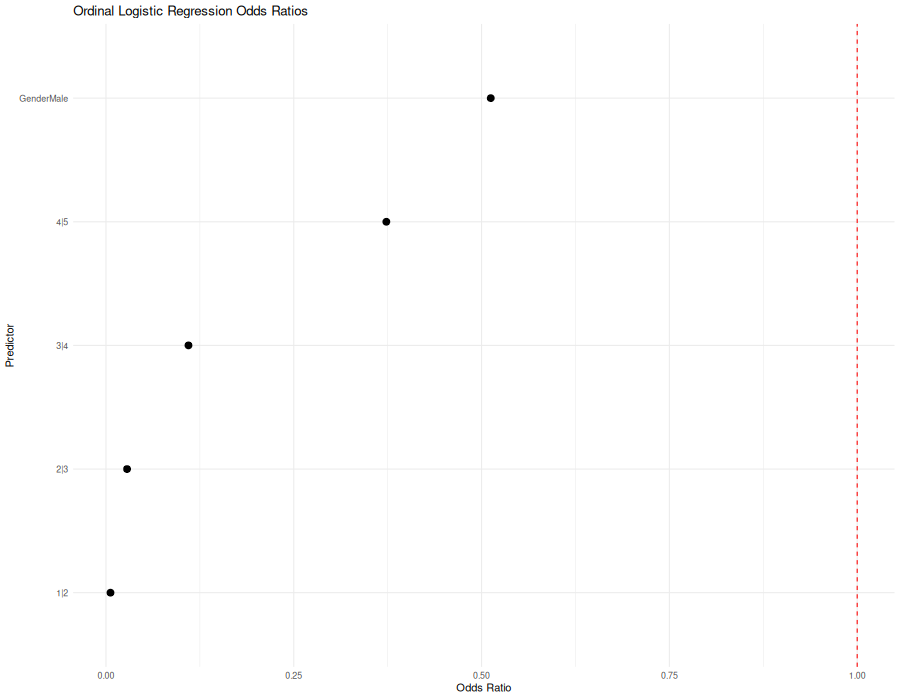 Ordinal Logistic Regression Odds Ratios
GenderMale
4|5
3|4
2|3
1|2
Predictor
0.00 0.25 0.50 0.75 1.00
Odds Ratio